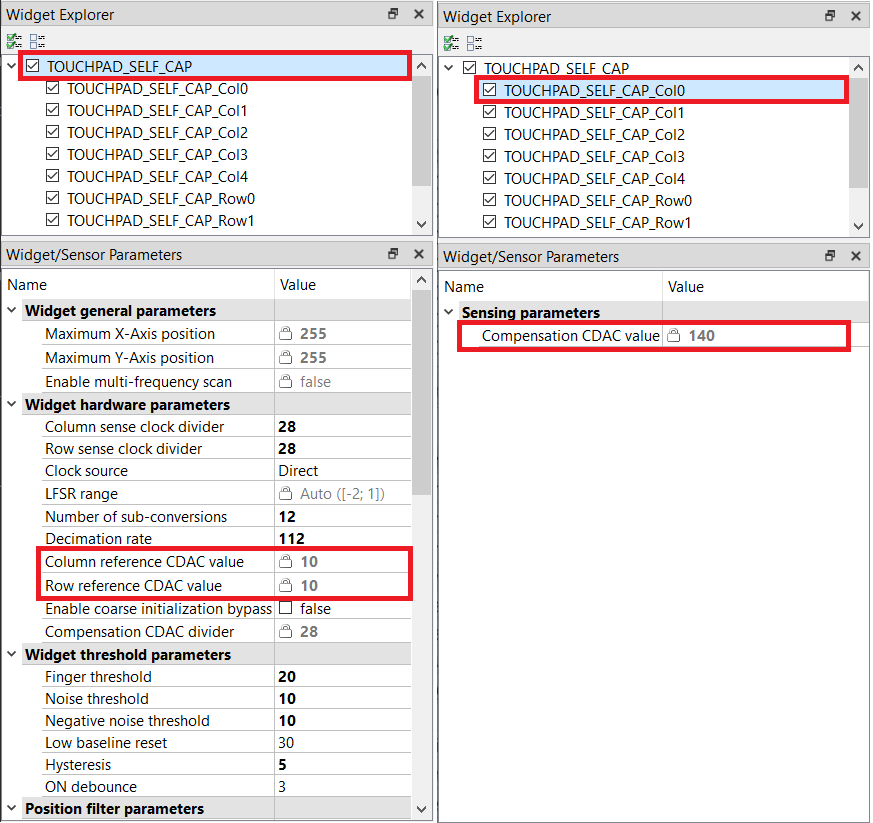 Widget Explorer
TOUCHPAD_SELF_CAP
TOUCHPAD_SELF_CAP_Col0
TOUCHPAD_SELF_CAP_Col1
TOUCHPAD_SELF_CAP_Col2
TOUCHPAD_SELF_CAP_Col3
TOUCHPAD_SELF_CAP_Col4
TOUCHPAD_SELF_CAP_Row0
TOUCHPAD_SELF_CAP_Row1
Widget/Sensor Parameters
Name Value
Widget general parameters
Maximum X-Axis position 255
Maximum Y-Axis position 255
Enable multi-frequency scan false
Widget hardware parameters
Column sense clock divider 28
Row sense clock divider 28
Clock source Direct
LFSR range Auto ([-2; 1])
Number of sub-conversions 12
Decimation rate 112
Column reference CDAC value 10
Row reference CDAC value 10
Enable coarse initialization bypass false
Compensation CDAC divider 28
Widget threshold parameters
Finger threshold 20
Noise threshold 10
Negative noise threshold 10
Low baseline reset 30
Hysteresis 5
ON debounce 3
Position filter parameters
Widget Explorer
TOUCHPAD_SELF_CAP
TOUCHPAD_SELF_CAP_Col0
TOUCHPAD_SELF_CAP_Col1
TOUCHPAD_SELF_CAP_Col2
TOUCHPAD_SELF_CAP_Col3
TOUCHPAD_SELF_CAP_Col4
TOUCHPAD_SELF_CAP_Row0
TOUCHPAD_SELF_CAP_Row1
Widget/Sensor Parameters
Name Value
Sensing parameters
Compensation CDAC value 140